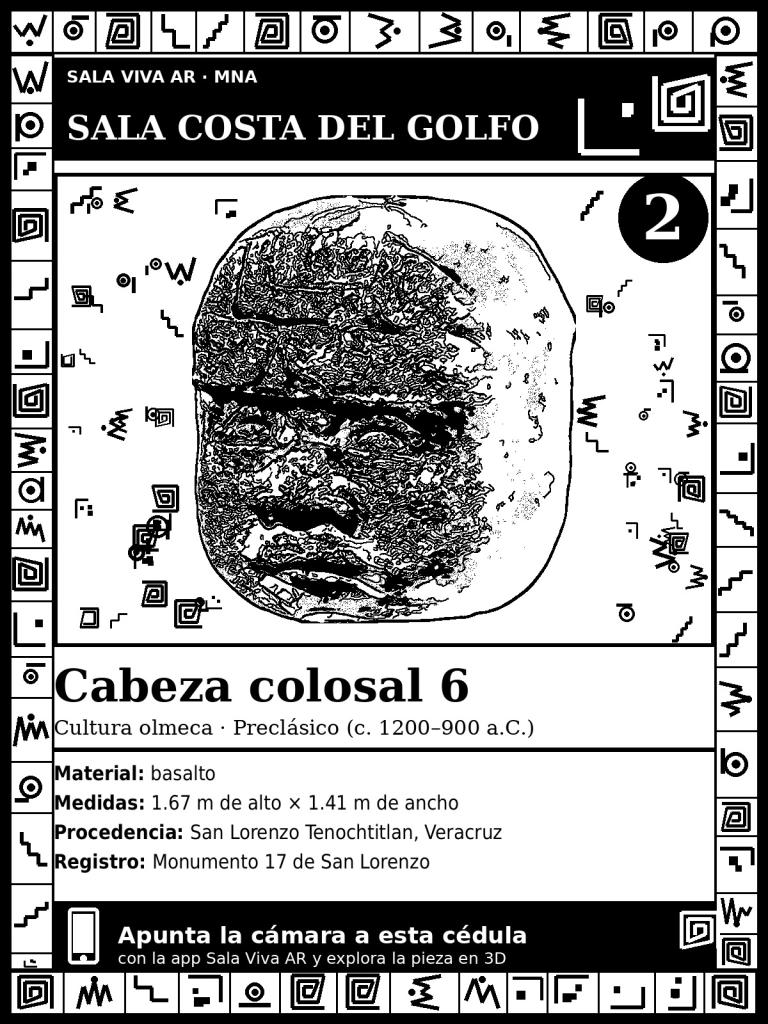 SALA VIVA AR · MNA
SALA COSTA DEL GOLFO
2
Cabeza colosal 6
Cultura olmeca · Preclásico (c. 1200–900 a.C.)
Material: basalto
Medidas: 1.67 m de alto × 1.41 m de ancho
Procedencia: San Lorenzo Tenochtitlan, Veracruz
Registro: Monumento 17 de San Lorenzo
Apunta la cámara a esta cédula
con la app Sala Viva AR y explora la pieza en 3D